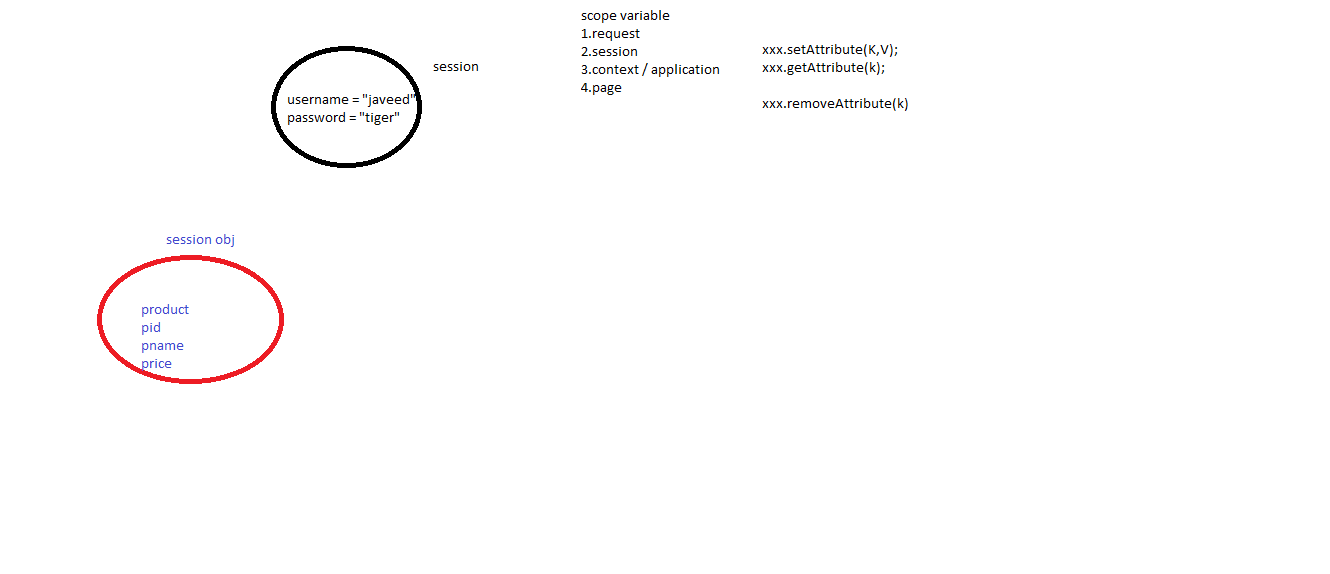 scope variable
1.request
2.session
3.context / application
4.page
xxx.setAttribute(K,V);
xxx.getAttribute(k);
xxx.removeAttribute(k)
session
username = "javeed"
password = "tiger"
session obj
product
pid
pname
price